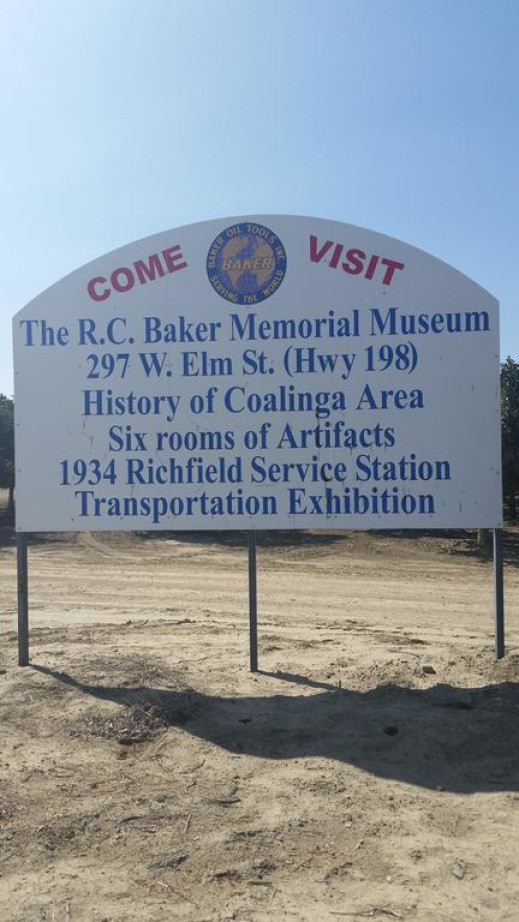 COME VISIT
BAKER OIL TOOLS INC
BAKER
SERVING THE WORLD
The R.C. Baker Memorial Museum
297 W. Elm St. (Hwy 198)
History of Coalinga Area
Six rooms of Artifacts
1934 Richfield Service Station
Transportation Exhibition